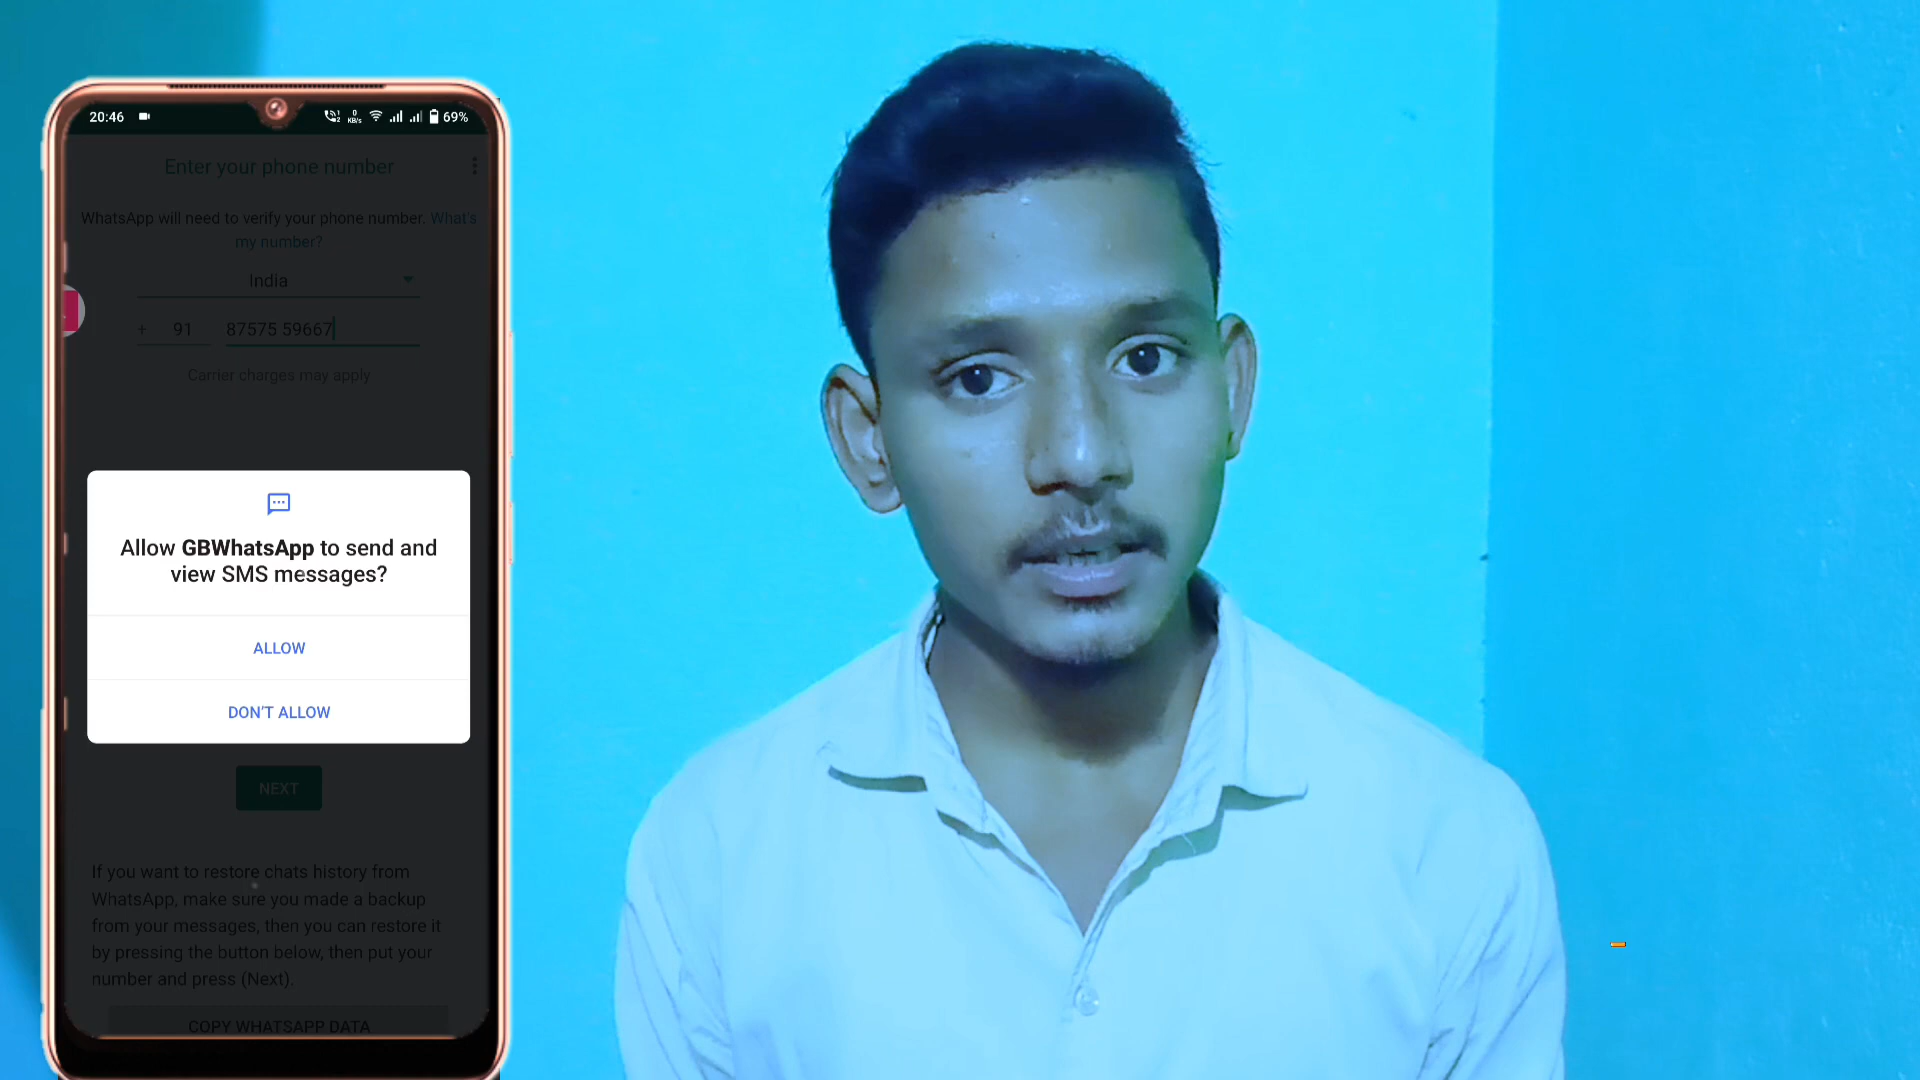 20:46
0
KB/s
69%
Enter your phone number
WhatsApp will need to verify your phone number. What's
my number?
India
+ 91 87575 59667
Carrier charges may apply
Allow GBWhatsApp to send and
view SMS messages?
ALLOW
DON'T ALLOW
NEXT
If you want to restore chats history from
WhatsApp, make sure you made a backup
from your messages, then you can restore it
by pressing the button below, then put your
number and press (Next).
COPY WHATSAPP DATA